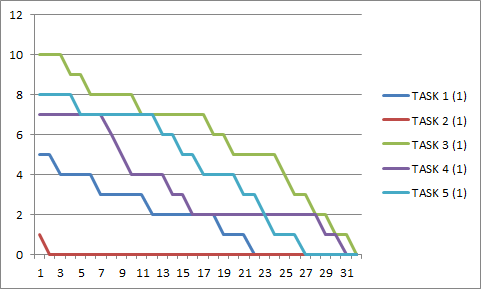 12
10
8
6
4
2
0
1 3 5 7 9 11 13 15 17 19 21 23 25 27 29 31
TASK 1 (1)
TASK 2 (1)
TASK 3 (1)
TASK 4 (1)
TASK 5 (1)